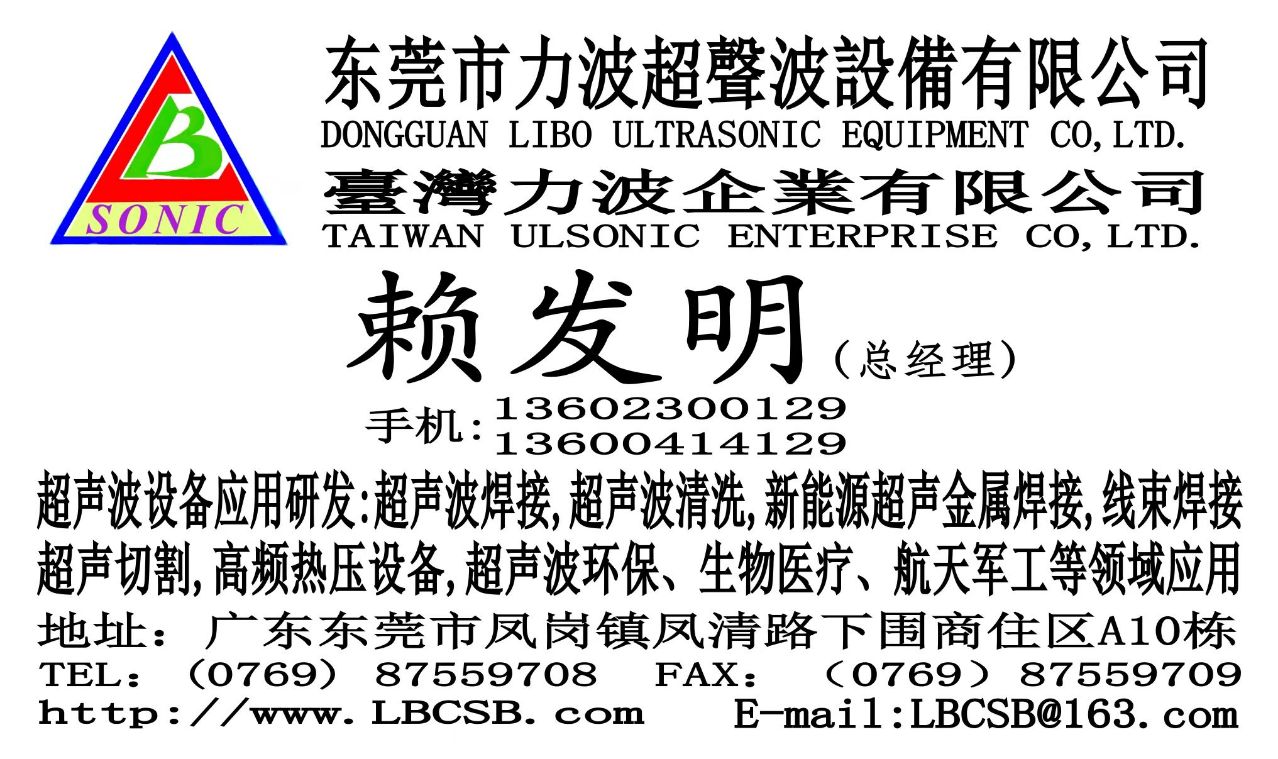 LB
SONIC
东莞市力波超聲波設備有限公司
DONGGUAN LIBO ULTRASONIC EQUIPMENT CO,LTD.
臺灣力波企業有限公司
TAIWAN ULSONIC ENTERPRISE CO,LTD.
赖发明(总经理)
手机:13602300129
13600414129
超声波设备应用研发:超声波焊接,超声波清洗,新能源超声金属焊接,线束焊接
超声切割,高频热压设备,超声波环保、生物医疗、航天军工等领域应用
地址：广东东莞市凤岗镇凤清路下围商住区A10栋
TEL：(0769) 87559708 FAX：(0769) 87559709
http://www.LBCSB.com E-mail:LBCSB@163.com